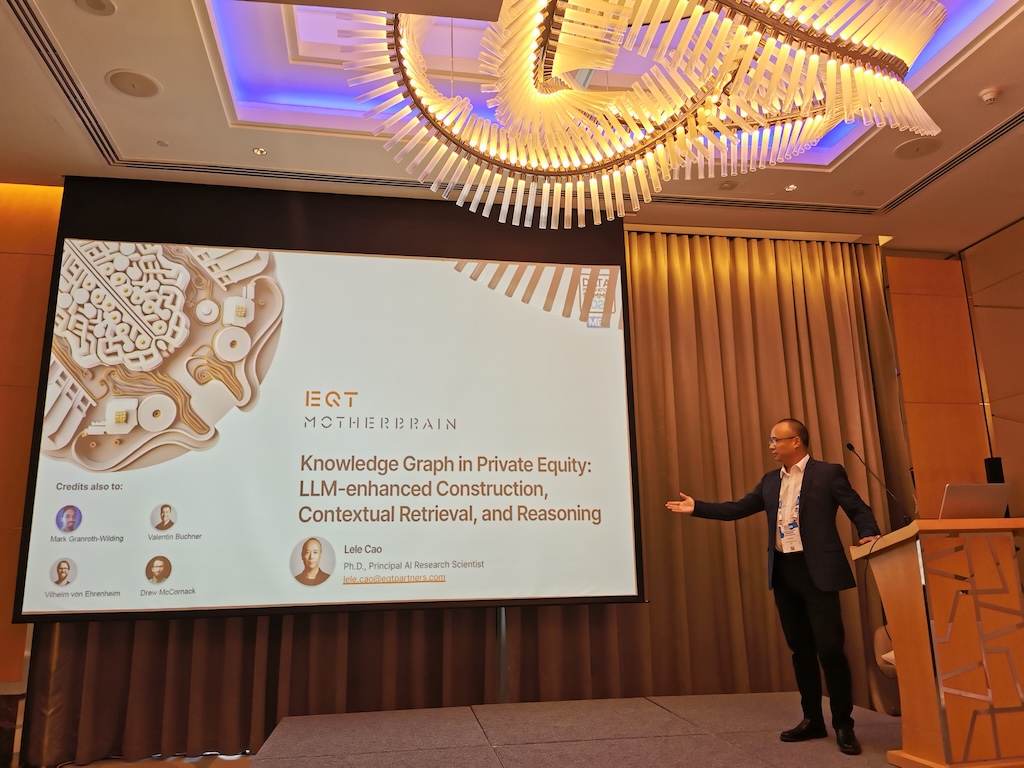 DATA
ME
EQT
MOTHERBRAIN
Knowledge Graph in Private Equity:
LLM-enhanced Construction,
Contextual Retrieval, and Reasoning
Credits also to:
Mark Granroth-Wilding
Valentin Buchner
Vilhelm von Ehrenheim
Drew McCornack
Lele Cao
Ph.D., Principal AI Research Scientist
lele.cao@eqtpartners.com